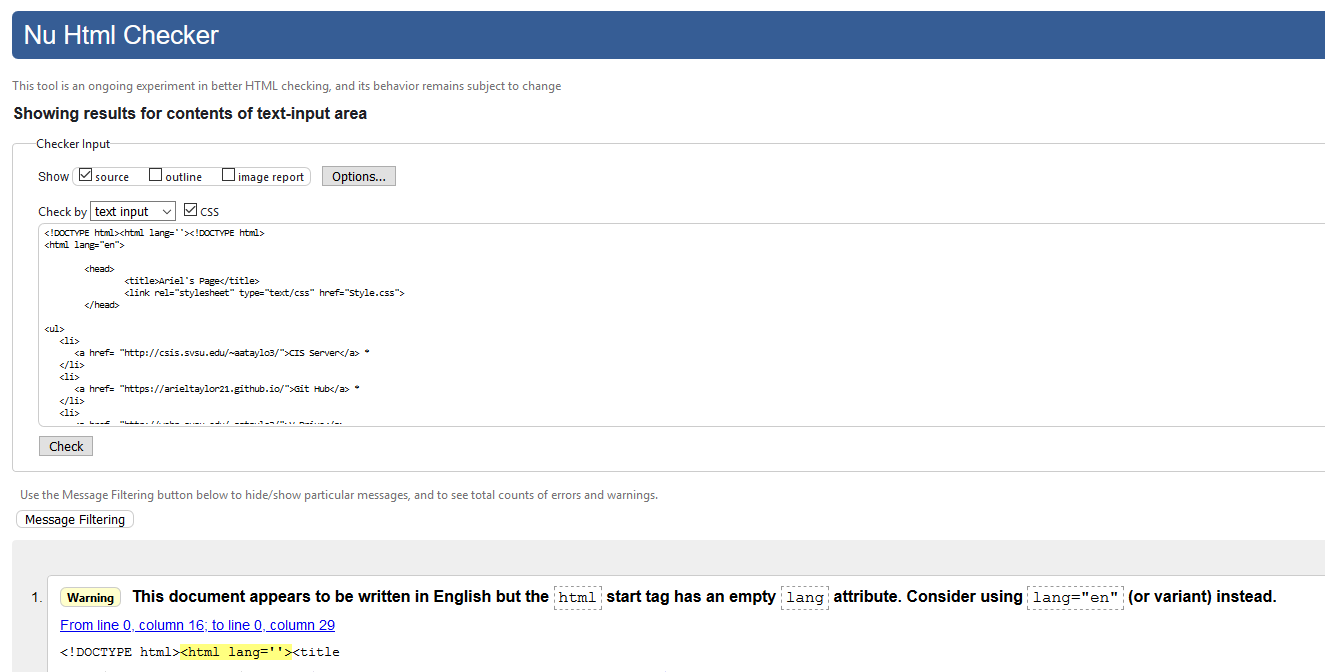 Nu Html Checker
This tool is an ongoing experiment in better HTML checking, and its behavior remains subject to change
Showing results for contents of text-input area
Checker Input
Show source outline image report Options...
Check by text input CSS
<!DOCTYPE html><html lang=''><!DOCTYPE html>
<html lang="en">
<head>
<title>Ariel's Page</title>
<link rel="stylesheet" type="text/css" href="Style.css">
</head>
<ul>
<li>
<a href= "http://csis.svsu.edu/~aataylo3/">CIS Server</a> *
</li>
<li>
<a href= "https://arieltaylor21.github.io/">Git Hub</a> *
</li>
<li>
Check
Use the Message Filtering button below to hide/show particular messages, and to see total counts of errors and warnings.
Message Filtering
1. Warning This document appears to be written in English but the html start tag has an empty lang attribute. Consider using lang="en" (or variant) instead.
From line 0, column 16; to line 0, column 29
<!DOCTYPE html><html lang=''><title